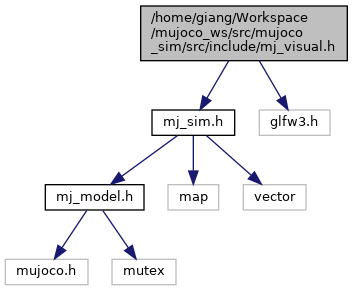 /home/giang/Workspace
/mujoco_ws/src/mujoco
_sim/src/include/mj_visual.h
mj_sim.h
glfw3.h
mj_model.h
map
vector
mujoco.h
mutex